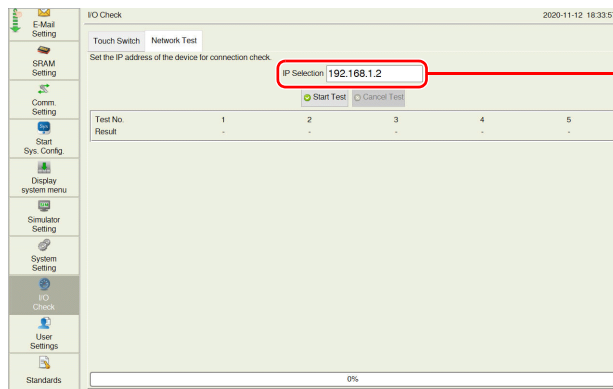 E-Mail
Setting
SRAM
Setting
Comm.
Setting
Sys
Start
Sys. Config.
Display
system menu
Simulator
Setting
System
Setting
I/O
Check
User
Settings
Standards
I/O Check 2020-11-12 18:33:5
Touch Switch Network Test
Set the IP address of the device for connection check.
IP Selection 192.168.1.2
Start Test Cancel Test
Test No. 1 2 3 4 5
Result - - - - -
0%